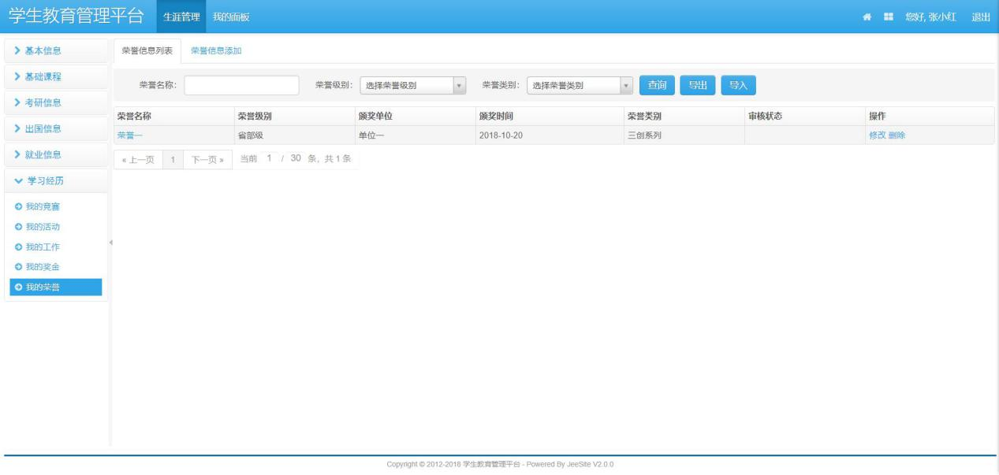 学生教育管理平台 生涯管理 我的面板 您好, 张小红 退出
基本信息
基础课程
考研信息
出国信息
就业信息
学习经历
我的竞赛
我的活动
我的工作
我的奖金
我的荣誉
荣誉信息列表 荣誉信息添加
荣誉名称： 荣誉级别： 选择荣誉级别 荣誉类别： 选择荣誉类别 查询 导出 导入
荣誉名称 荣誉级别 颁奖单位 颁奖时间 荣誉类别 审核状态 操作
荣誉一 省部级 单位一 2018-10-20 三创系列 修改 删除
« 上一页 1 下一页 » 当前 1 / 30 条，共 1 条
Copyright © 2012-2018 学生教育管理平台 - Powered By JeeSite V2.0.0